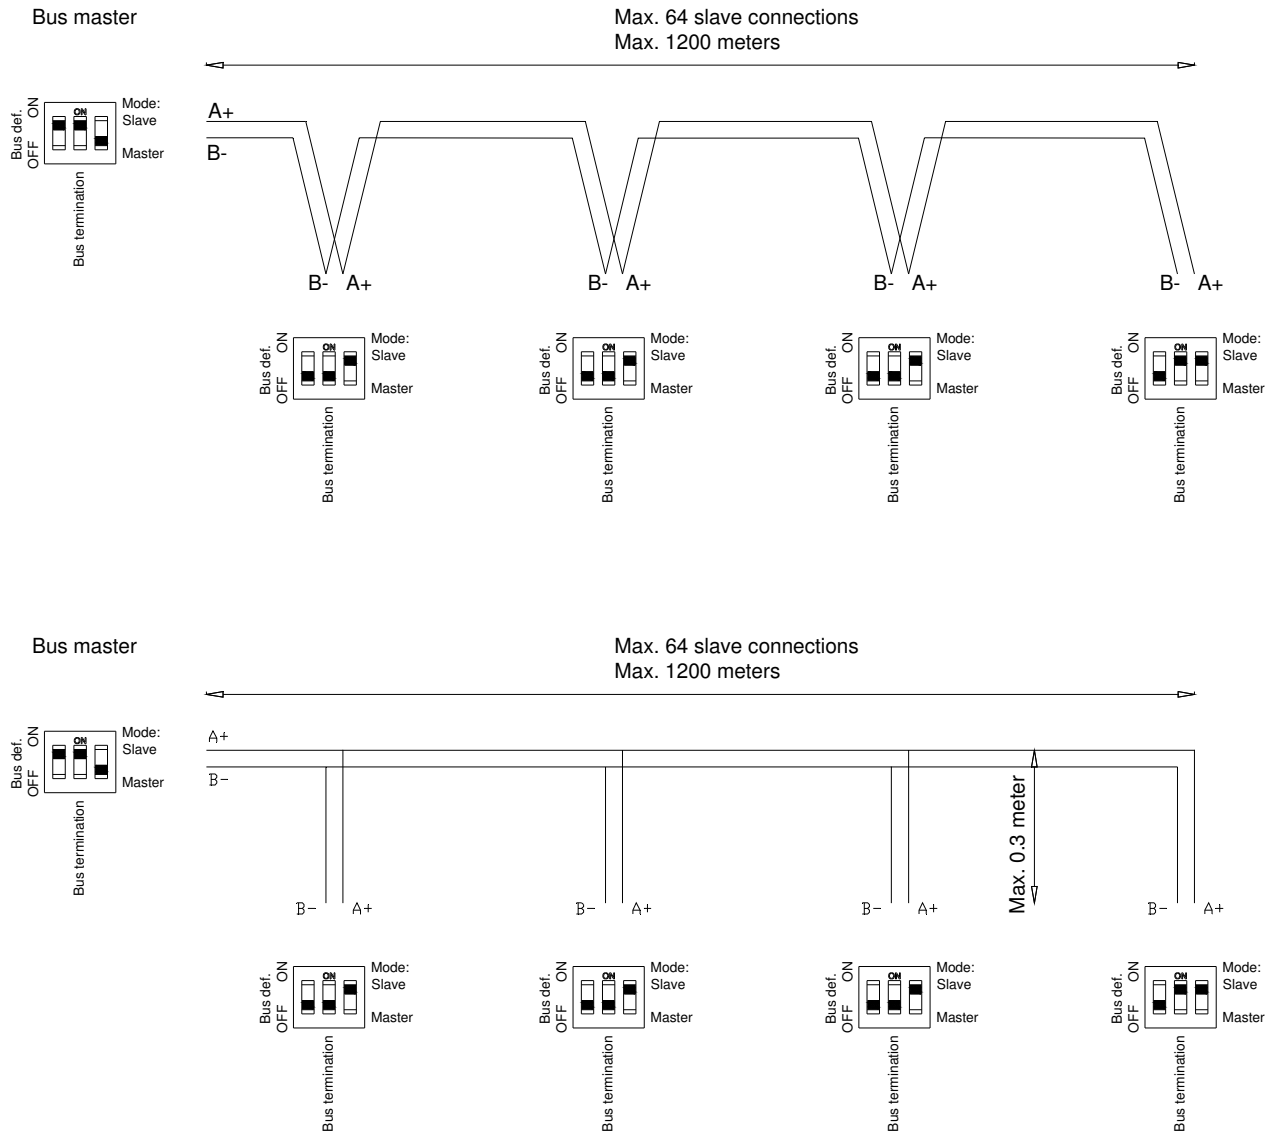 Bus master
Max. 64 slave connections
Max. 1200 meters
Bus def.
ON
OFF
ON
Mode:
Slave
Master
Bus termination
A+
B-
B- A+
B- A+
B- A+
B- A+
Bus def.
ON
OFF
ON
Mode:
Slave
Master
Bus termination
Bus def.
ON
OFF
ON
Mode:
Slave
Master
Bus termination
Bus def.
ON
OFF
ON
Mode:
Slave
Master
Bus termination
Bus def.
ON
OFF
ON
Mode:
Slave
Master
Bus termination
Bus master
Max. 64 slave connections
Max. 1200 meters
Bus def.
ON
OFF
ON
Mode:
Slave
Master
Bus termination
A+
B-
Max. 0.3 meter
B- A+
B- A+
B- A+
B- A+
Bus def.
ON
OFF
ON
Mode:
Slave
Master
Bus termination
Bus def.
ON
OFF
ON
Mode:
Slave
Master
Bus termination
Bus def.
ON
OFF
ON
Mode:
Slave
Master
Bus termination
Bus def.
ON
OFF
ON
Mode:
Slave
Master
Bus termination